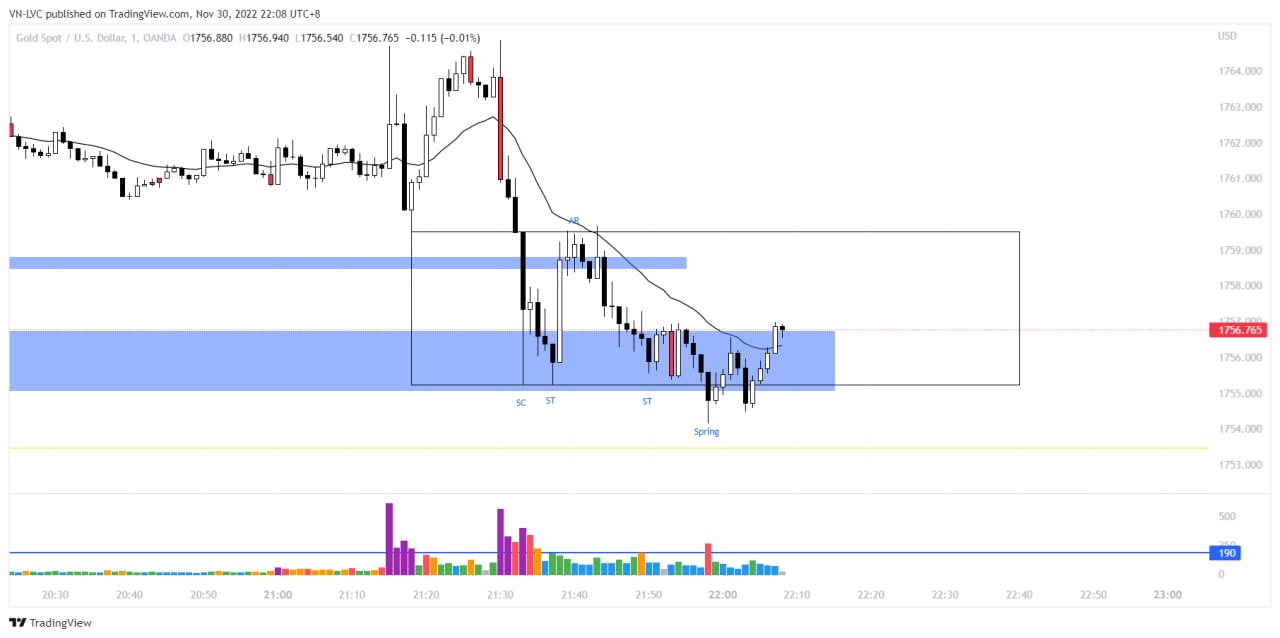 VN-LVC published on TradingView.com, Nov 30, 2022 22:08 UTC+8
Gold Spot / U.S. Dollar, 1, OANDA O1756.880 H1756.940 L1756.540 C1756.765 −0.115 (−0.01%)
USD
1764.000
1763.000
1762.000
1761.000
1760.000
AR
1759.000
1758.000
1757.000
1756.765
1756.000
1755.000
SC
ST
ST
1754.000
Spring
1753.000
500
190
0
20:30 20:40 20:50 21:00 21:10 21:20 21:30 21:40 21:50 22:00 22:10 22:20 22:30 22:40 22:50 23:00
TradingView